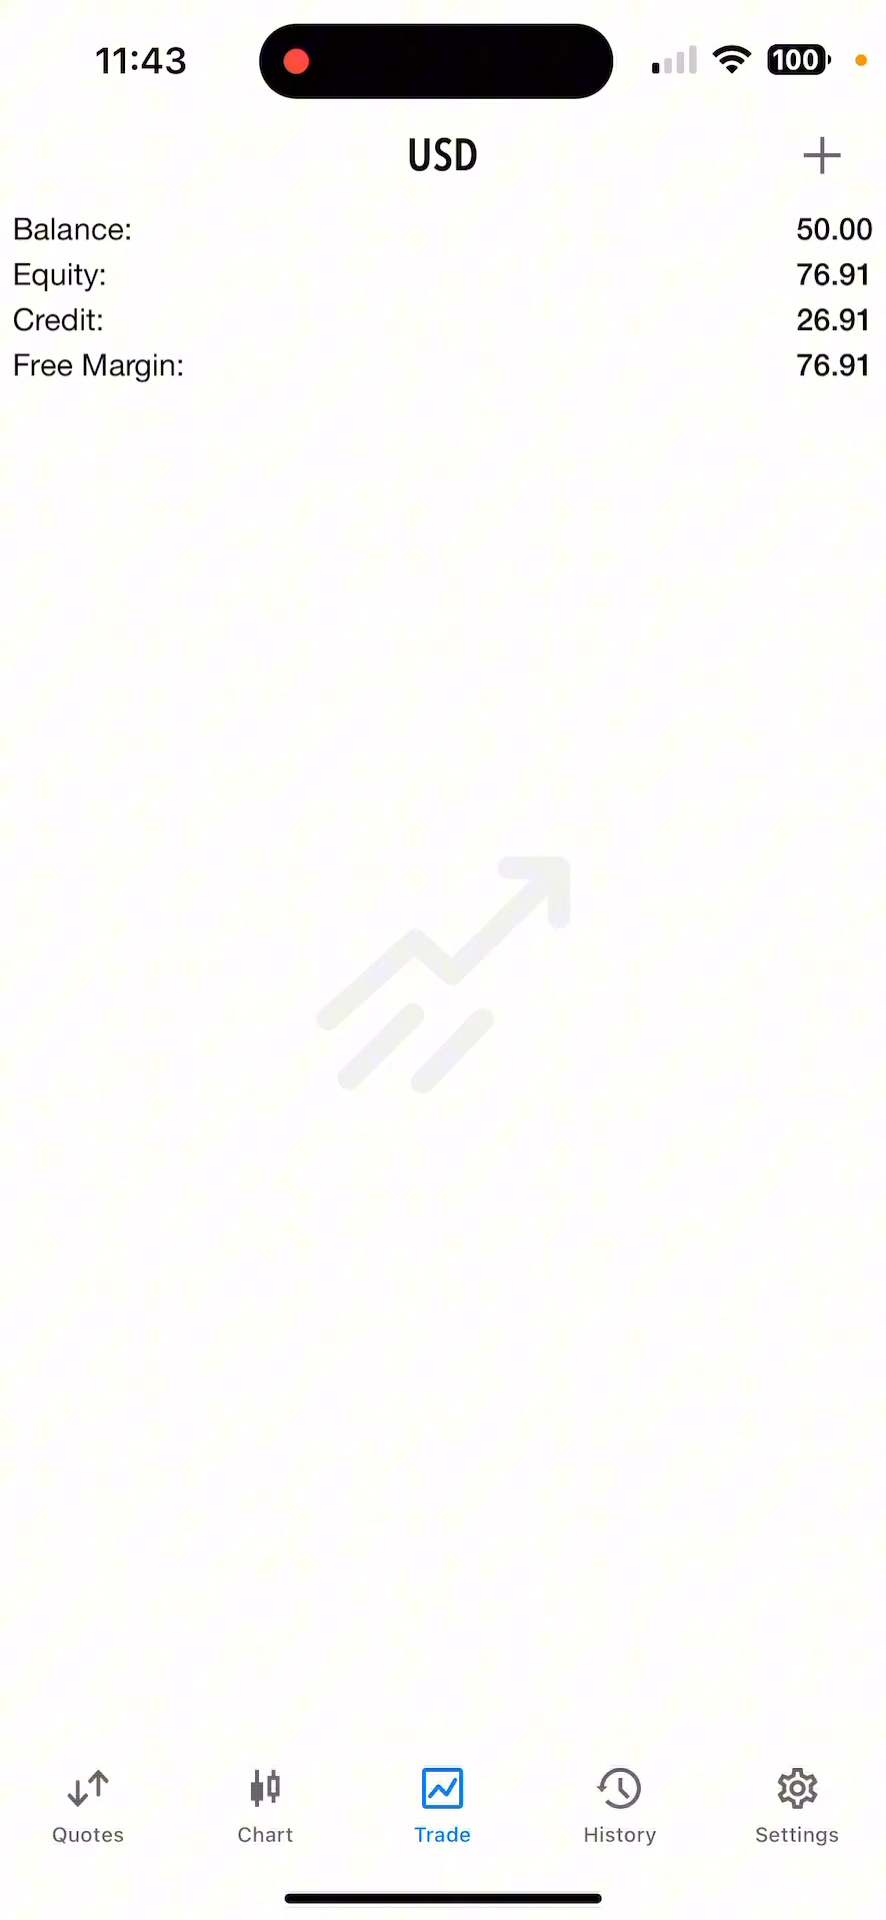 11:43
100
USD
Balance: 50.00
Equity: 76.91
Credit: 26.91
Free Margin: 76.91
Quotes Chart Trade History Settings